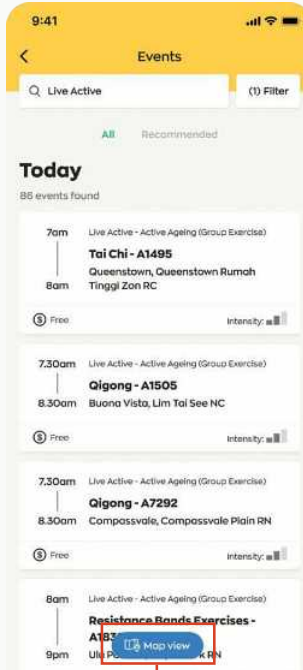 9:41
Events
Live Active
(1) Filter
All Recommended
Today
86 events found
7am Live Active - Active Ageing (Group Exercise)
Tai Chi - A1495
Queenstown, Queenstown Rumah
8am Tinggi Zon RC
Free Intensity:
7.30am Live Active - Active Ageing (Group Exercise)
Qigong - A1505
8.30am Buona Vista, Lim Tai See NC
Free Intensity:
7.30am Live Active - Active Ageing (Group Exercise)
Qigong - A7292
8.30am Compassvale, Compassvale Plain RN
Free Intensity:
8am Live Active - Active Ageing (Group Exercise)
Resistance Bands Exercises -
Map view
9pm RN